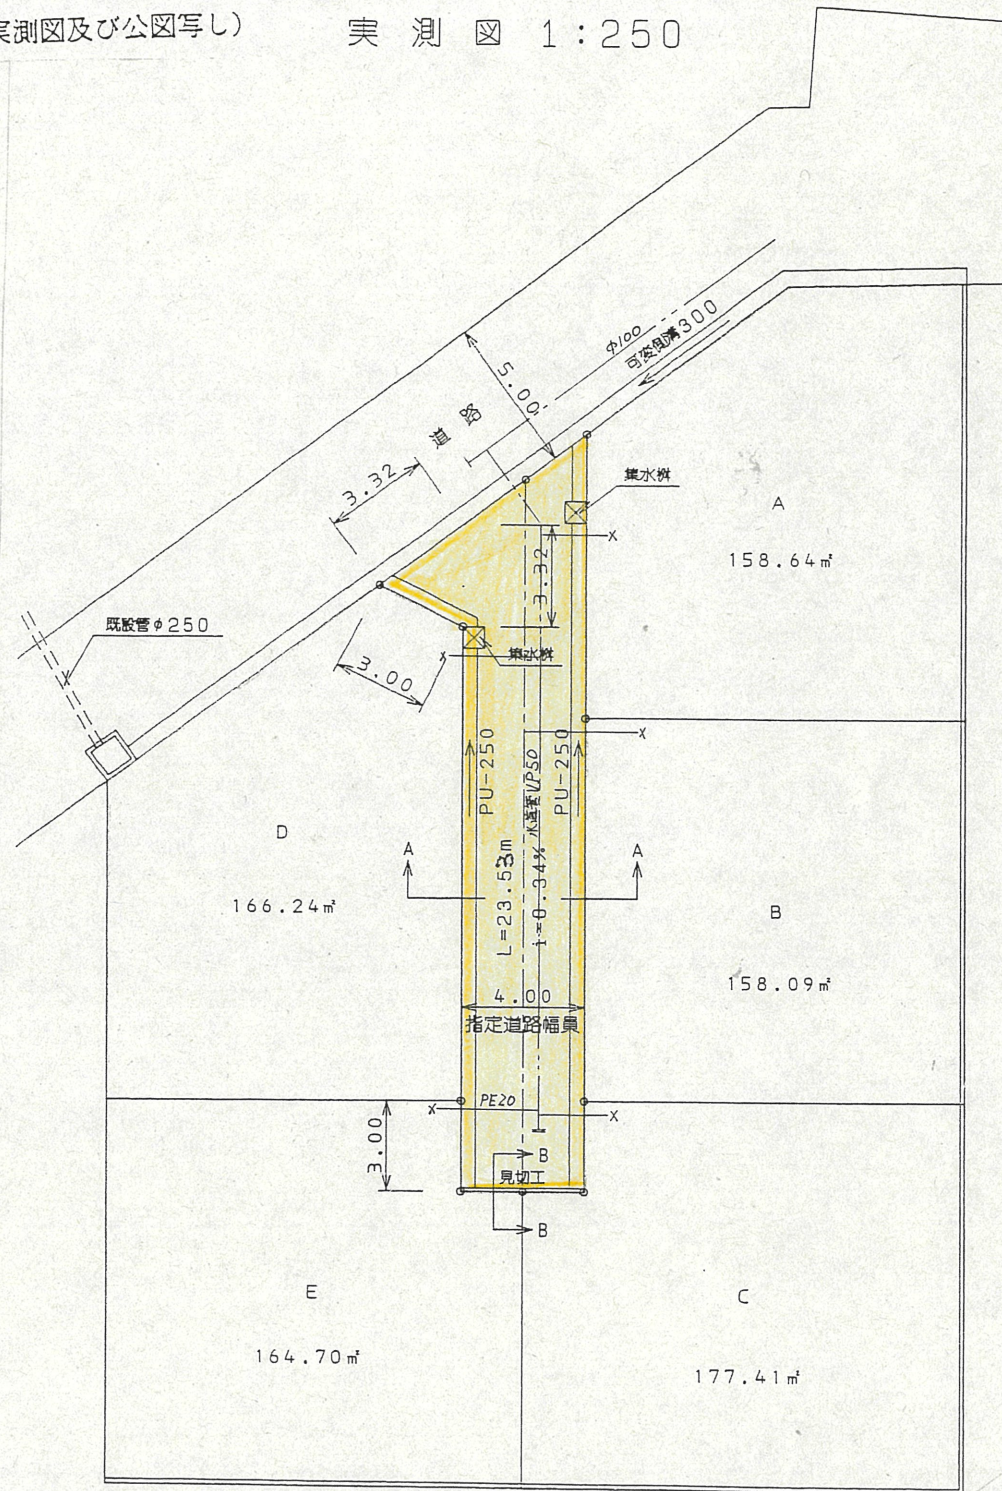 実測図及び公図写し)
実測図 1:250
φ100
可変側溝300
5.00
道路
3.32
集水桝
A
158.64㎡
3.32
既設管φ250
集水桝
3.00
PU-250
PU-250
水道管VP50
D
166.24㎡
A
A
L=23.53m
i=0.34%
B
158.09㎡
4.00
指定道路幅員
PE20
3.00
B
見切工
B
E
164.70㎡
C
177.41㎡